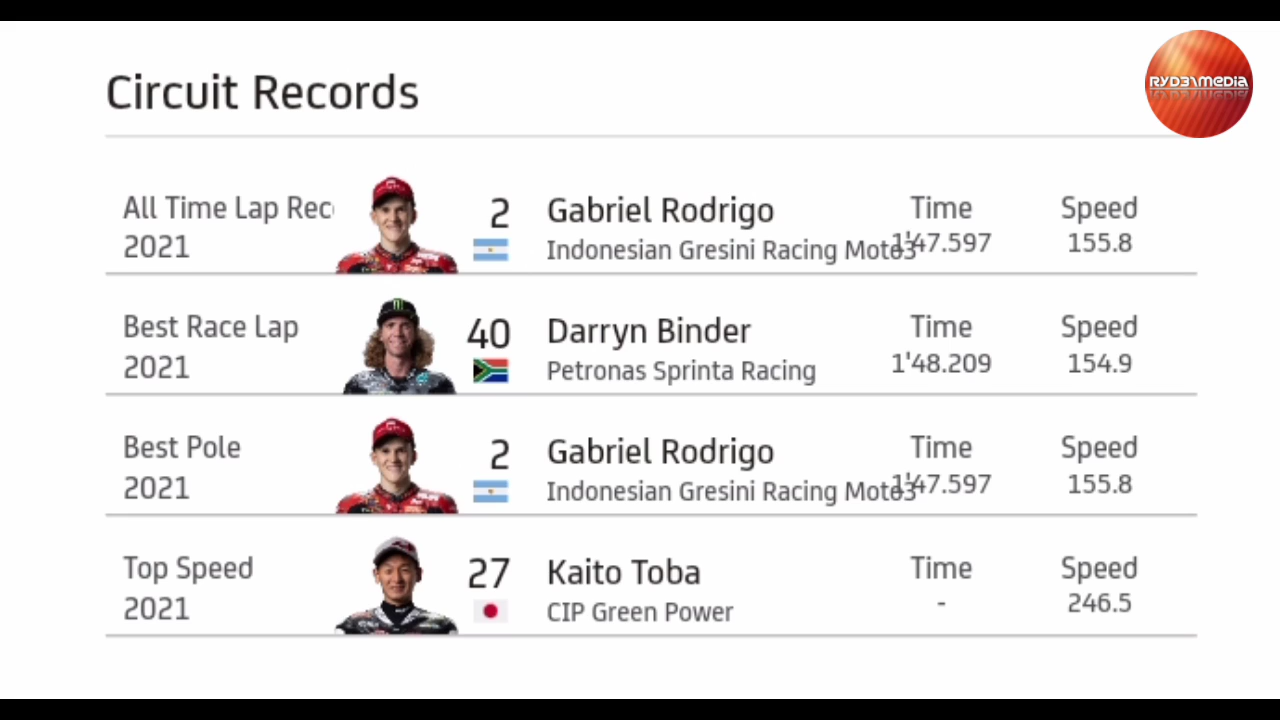 RYD3\MEDIA
Circuit Records
All Time Lap Rec
2021
2
Gabriel Rodrigo
Indonesian Gresini Racing Moto3
Time
1'47.597
Speed
155.8
Best Race Lap
2021
40
Darryn Binder
Petronas Sprinta Racing
Time
1'48.209
Speed
154.9
Best Pole
2021
2
Gabriel Rodrigo
Indonesian Gresini Racing Moto3
Time
1'47.597
Speed
155.8
Top Speed
2021
27
Kaito Toba
CIP Green Power
Time
-
Speed
246.5